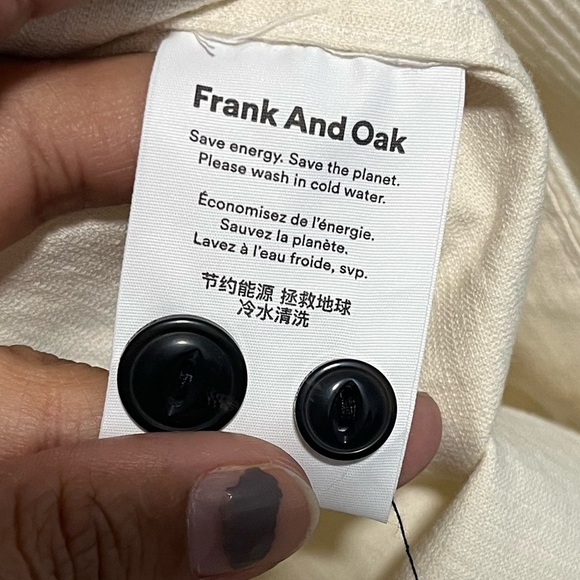 Frank And Oak
Save energy. Save the planet.
Please wash in cold water.
Économisez de l'énergie.
Sauvez la planète.
Lavez à l'eau froide, svp.
节约能源 拯救地球
冷水清洗